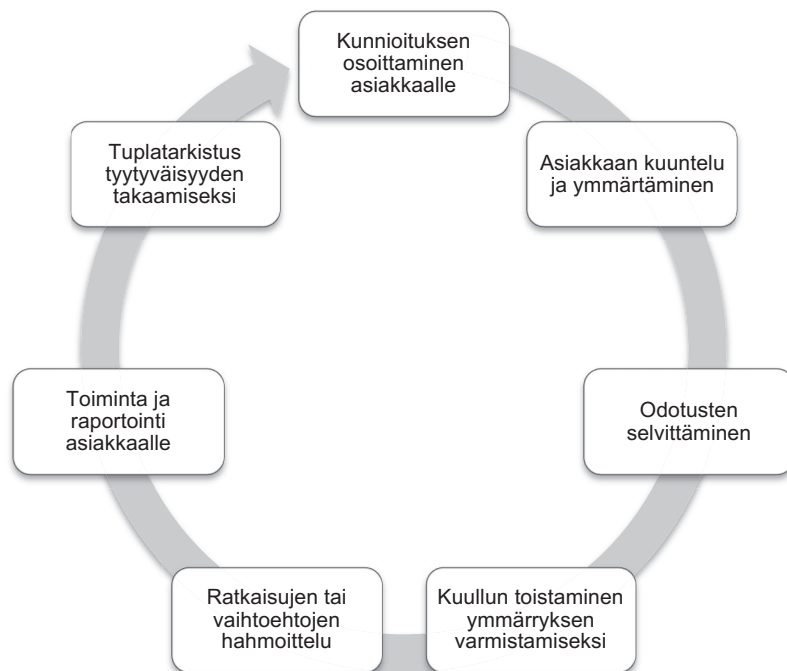 Kunnioituksen
osoittaminen
asiakkaalle
Asiakkaan kuuntelu
ja ymmärtäminen
Odotusten
selvittäminen
Kuullun toistaminen
ymmärryksen
varmistamiseksi
Ratkaisujen tai
vaihtoehtojen
hahmoittelu
Toiminta ja
raportointi
asiakkaalle
Tuplatarkistus
tyytyväisyyden
takaamiseksi